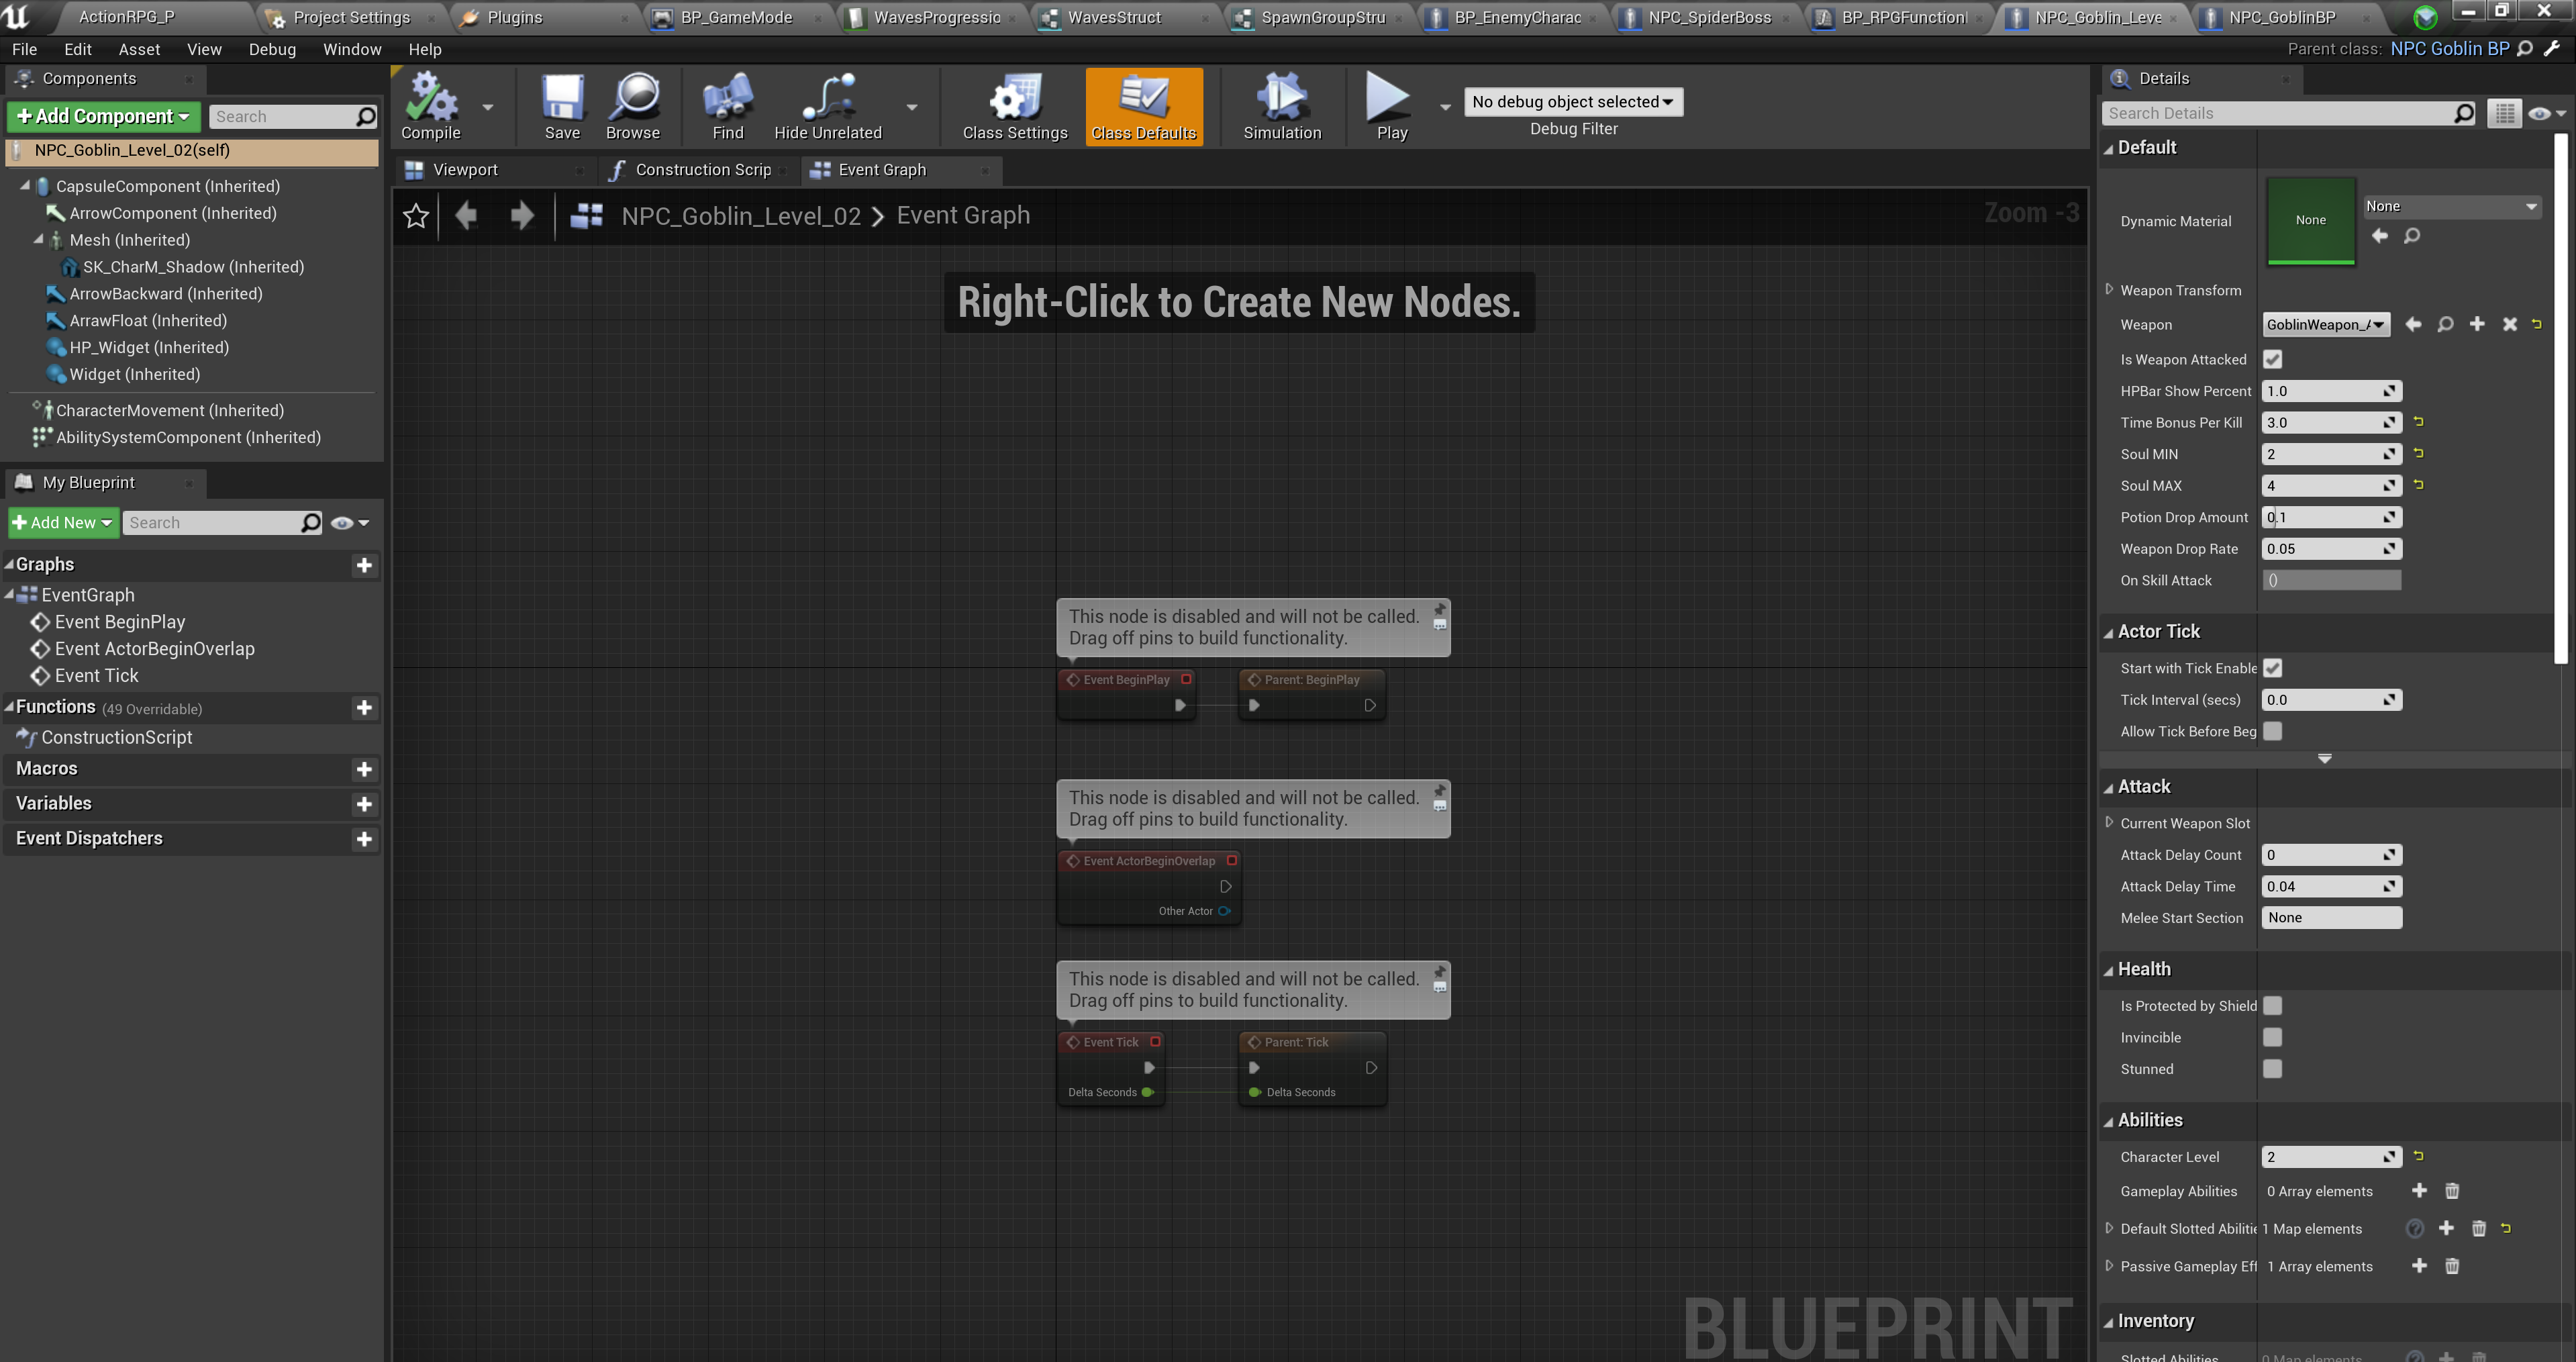 ActionRPG_P
Project Settings
Plugins
BP_GameMode
WavesProgressio
WavesStruct
SpawnGroupStru
BP_EnemyCharac
NPC_SpiderBoss
BP_RPGFunction
NPC_Goblin_Leve
NPC_GoblinBP
File Edit Asset View Debug Window Help
Parent class: NPC Goblin BP
Components
+Add Component
Search
NPC_Goblin_Level_02(self)
CapsuleComponent (Inherited)
ArrowComponent (Inherited)
Mesh (Inherited)
SK_CharM_Shadow (Inherited)
ArrowBackward (Inherited)
ArrawFloat (Inherited)
HP_Widget (Inherited)
Widget (Inherited)
CharacterMovement (Inherited)
AbilitySystemComponent (Inherited)
My Blueprint
+Add New
Search
Graphs
EventGraph
Event BeginPlay
Event ActorBeginOverlap
Event Tick
Functions (49 Overridable)
ConstructionScript
Macros
Variables
Event Dispatchers
Compile
Save
Browse
Find
Hide Unrelated
Class Settings
Class Defaults
Simulation
Play
No debug object selected
Debug Filter
Viewport
Construction Scrip
Event Graph
NPC_Goblin_Level_02 > Event Graph
Zoom -3
Right-Click to Create New Nodes.
This node is disabled and will not be called.
Drag off pins to build functionality.
Event BeginPlay
Parent: BeginPlay
This node is disabled and will not be called.
Drag off pins to build functionality.
Event ActorBeginOverlap
Other Actor
This node is disabled and will not be called.
Drag off pins to build functionality.
Event Tick
Parent: Tick
Delta Seconds
Delta Seconds
BLUEPRINT
Details
Search Details
Default
Dynamic Material
None
None
Weapon Transform
Weapon GoblinWeapon_A
Is Weapon Attacked
HPBar Show Percent 1.0
Time Bonus Per Kill 3.0
Soul MIN 2
Soul MAX 4
Potion Drop Amount 0.1
Weapon Drop Rate 0.05
On Skill Attack ()
Actor Tick
Start with Tick Enable
Tick Interval (secs) 0.0
Allow Tick Before Beg
Attack
Current Weapon Slot
Attack Delay Count 0
Attack Delay Time 0.04
Melee Start Section None
Health
Is Protected by Shield
Invincible
Stunned
Abilities
Character Level 2
Gameplay Abilities 0 Array elements
Default Slotted Abilitie 1 Map elements
Passive Gameplay Eff 1 Array elements
Inventory
Slotted Abilities 0 Map elements